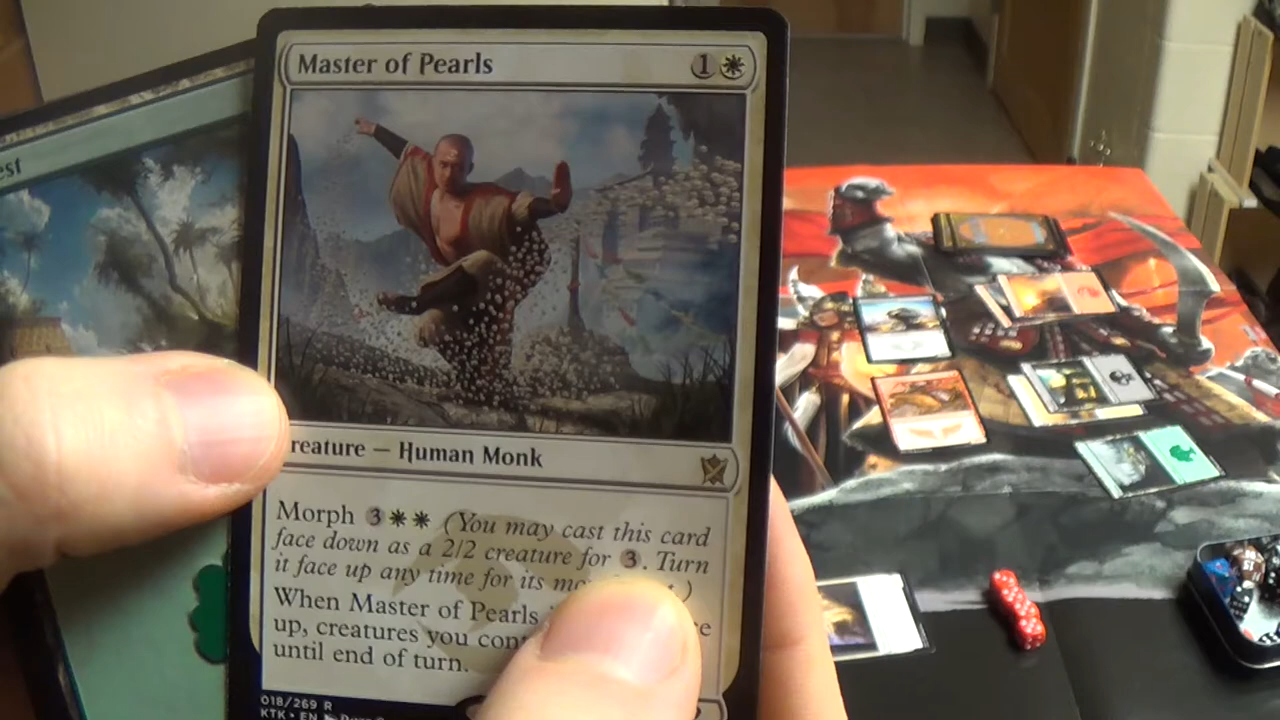 Master of Pearls 1
est
reature — Human Monk
Morph 3 (You may cast this card
face down as a 2/2 creature for 3. Turn
it face up any time for its
When Master of Pearls
up, creatures you
until end of turn.
018/269 R
KTK • EN